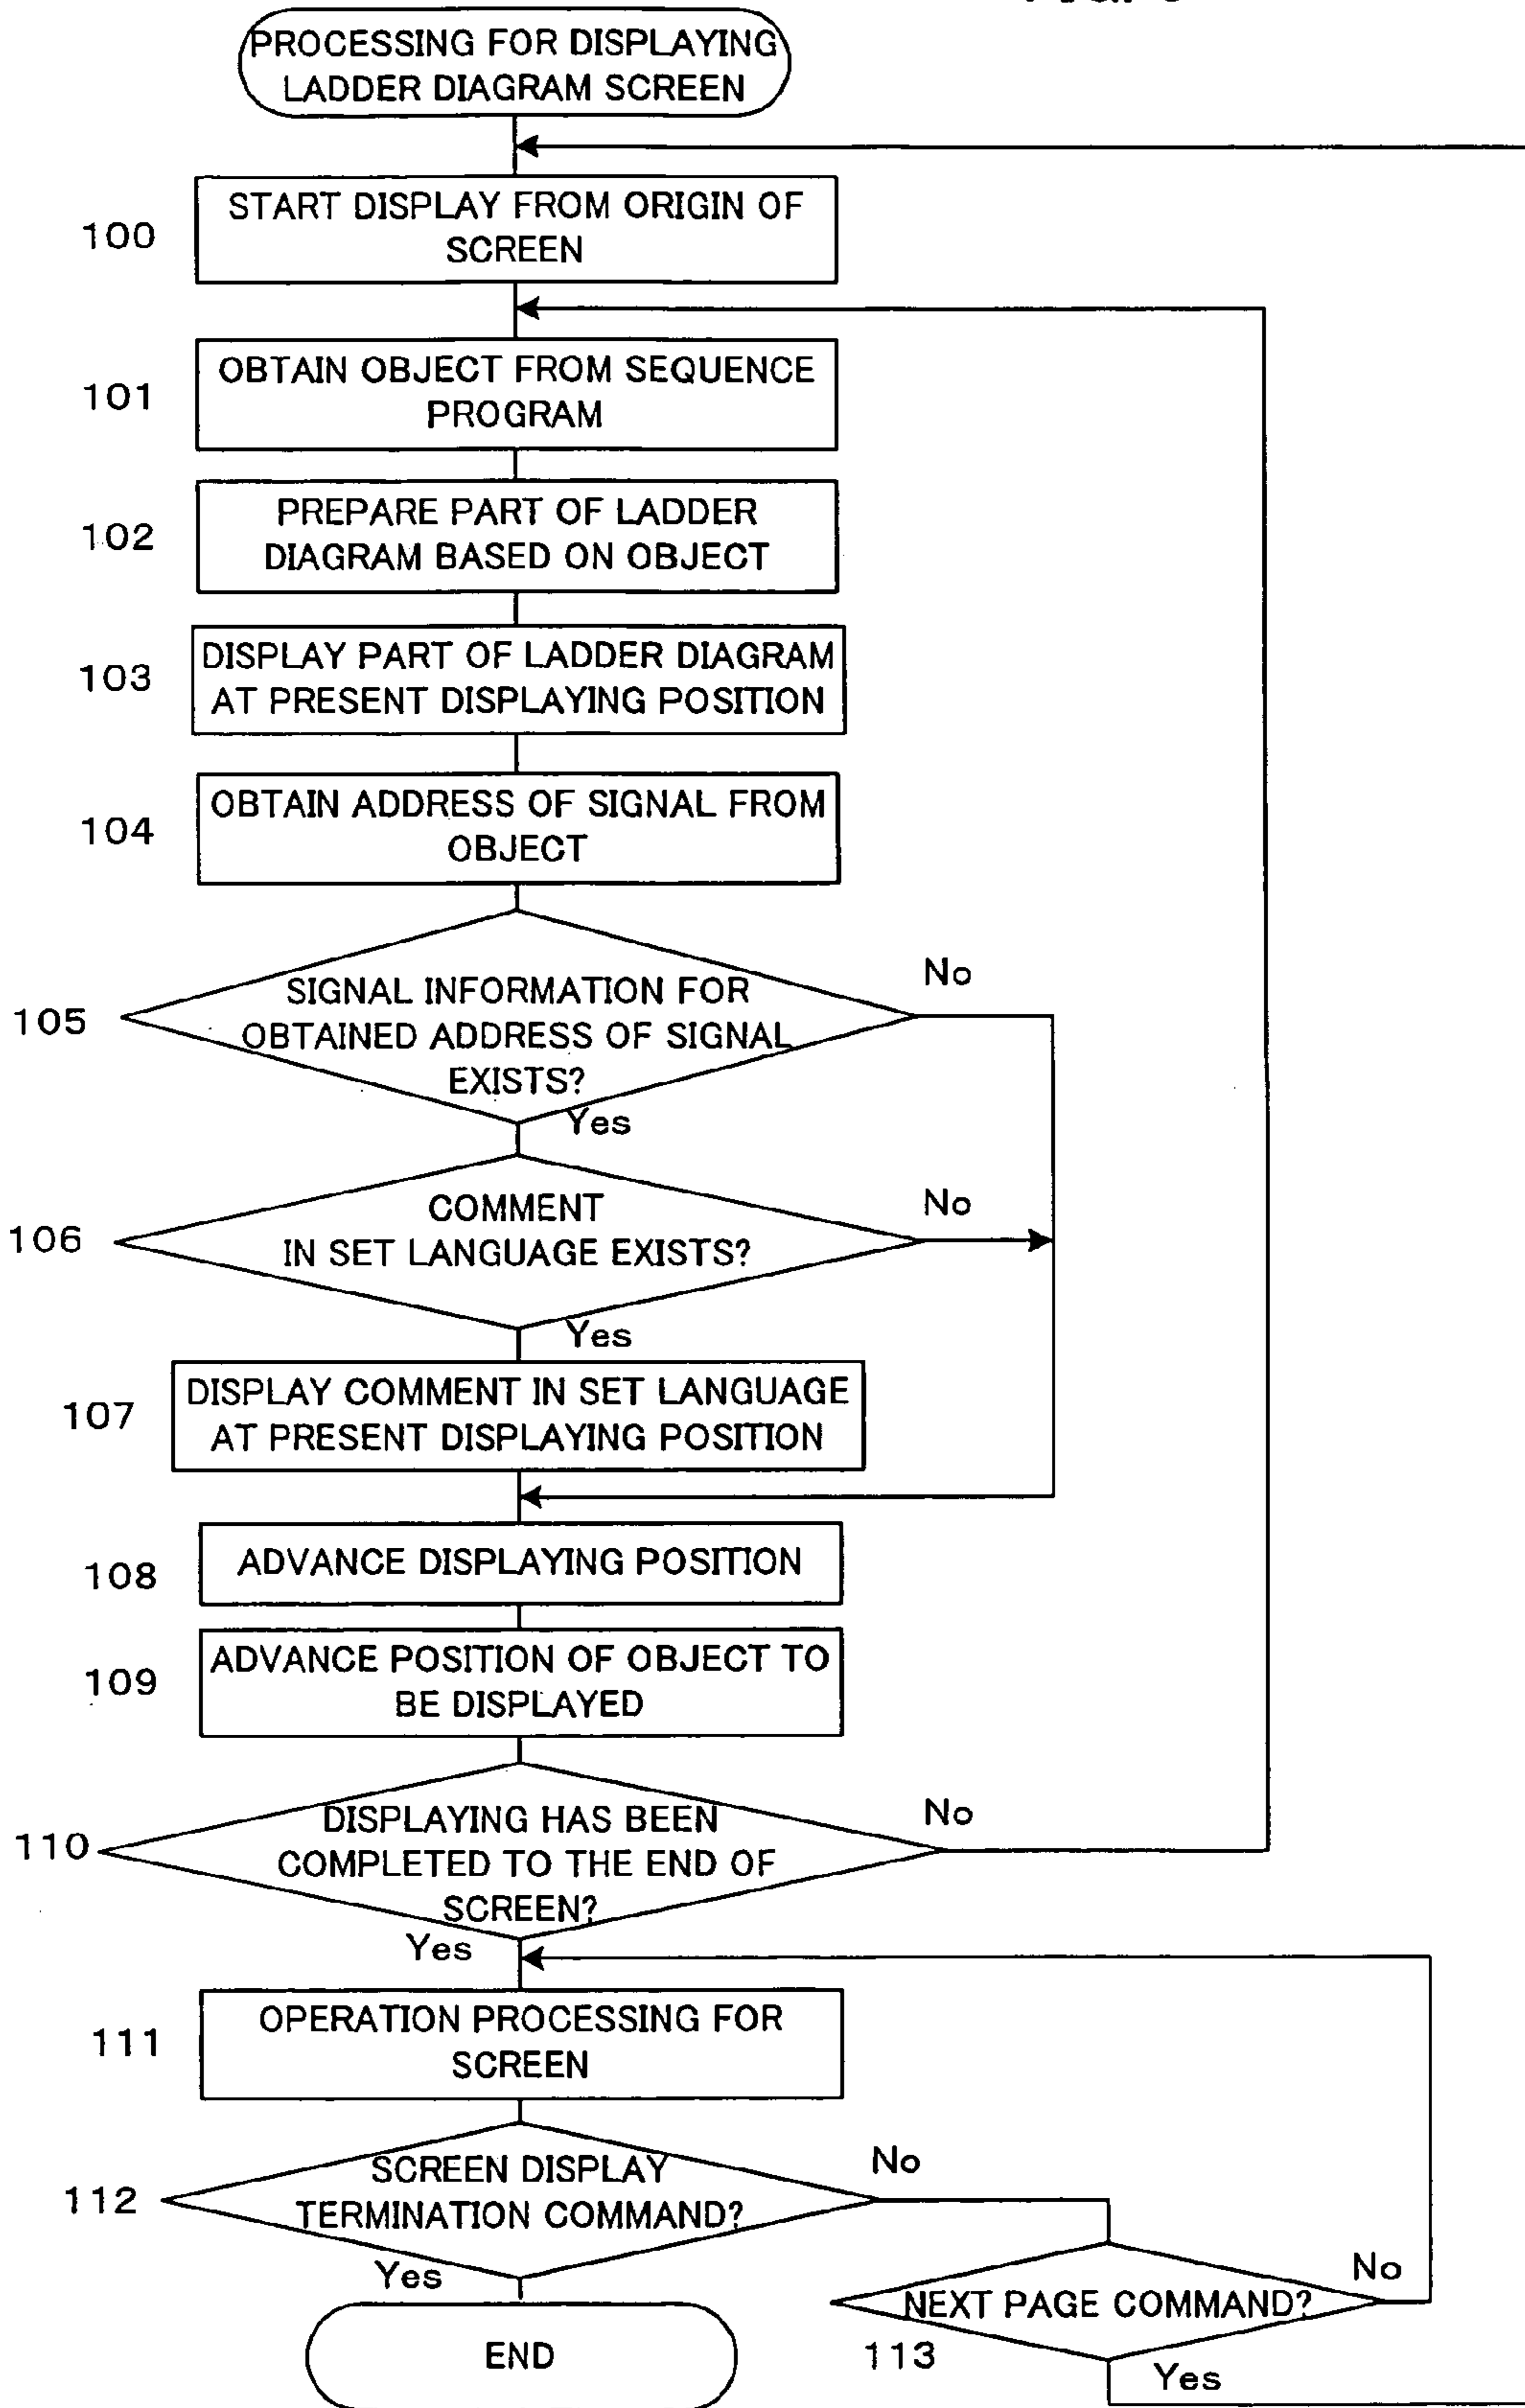 PROCESSING FOR DISPLAYING
LADDER DIAGRAM SCREEN
100
START DISPLAY FROM ORIGIN OF
SCREEN
101
OBTAIN OBJECT FROM SEQUENCE
PROGRAM
102
PREPARE PART OF LADDER
DIAGRAM BASED ON OBJECT
103
DISPLAY PART OF LADDER DIAGRAM
AT PRESENT DISPLAYING POSITION
104
OBTAIN ADDRESS OF SIGNAL FROM
OBJECT
105
SIGNAL INFORMATION FOR
OBTAINED ADDRESS OF SIGNAL
EXISTS?
No
Yes
106
COMMENT
IN SET LANGUAGE EXISTS?
No
Yes
107
DISPLAY COMMENT IN SET LANGUAGE
AT PRESENT DISPLAYING POSITION
108
ADVANCE DISPLAYING POSITION
109
ADVANCE POSITION OF OBJECT TO
BE DISPLAYED
110
DISPLAYING HAS BEEN
COMPLETED TO THE END OF
SCREEN?
No
Yes
111
OPERATION PROCESSING FOR
SCREEN
112
SCREEN DISPLAY
TERMINATION COMMAND?
No
Yes
113
NEXT PAGE COMMAND?
No
Yes
END